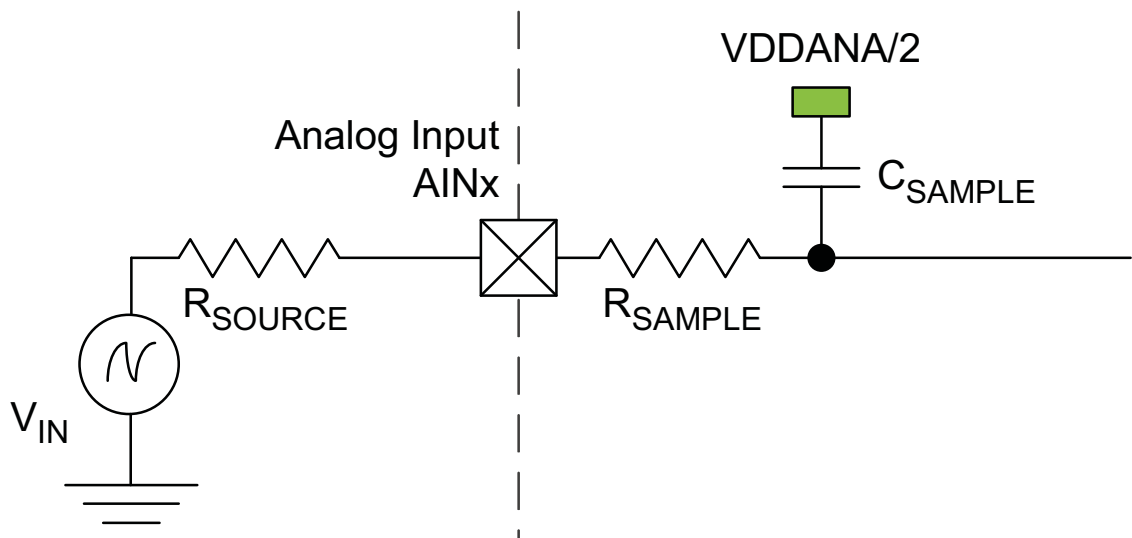 VDDANA/2
Analog Input
AINx
CSAMPLE
RSOURCE
RSAMPLE
VIN